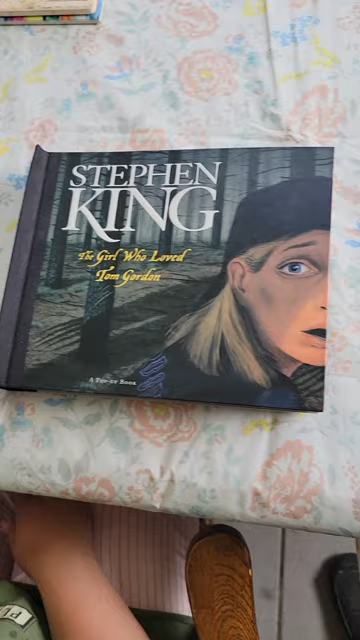 STEPHEN
KING
The Girl Who Loved
Tom Gordon
A Pop-up Book